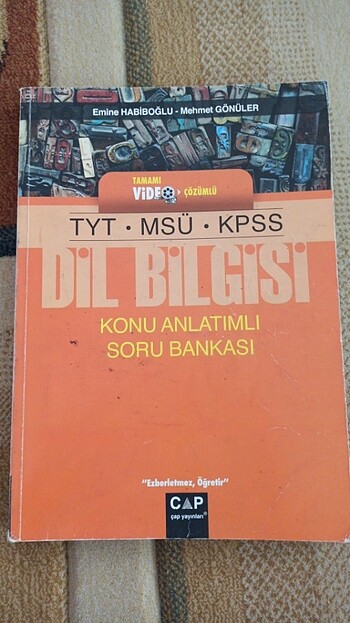 Emine HABİBOĞLU - Mehmet GÖNÜLER
TAMAMI
VİDEO ÇÖZÜMLÜ
TYT • MSÜ • KPSS
DİL BİLGİSİ
KONU ANLATIMLI
SORU BANKASI
"Ezberletmez, Öğretir"
ÇAP
çap yayınları®